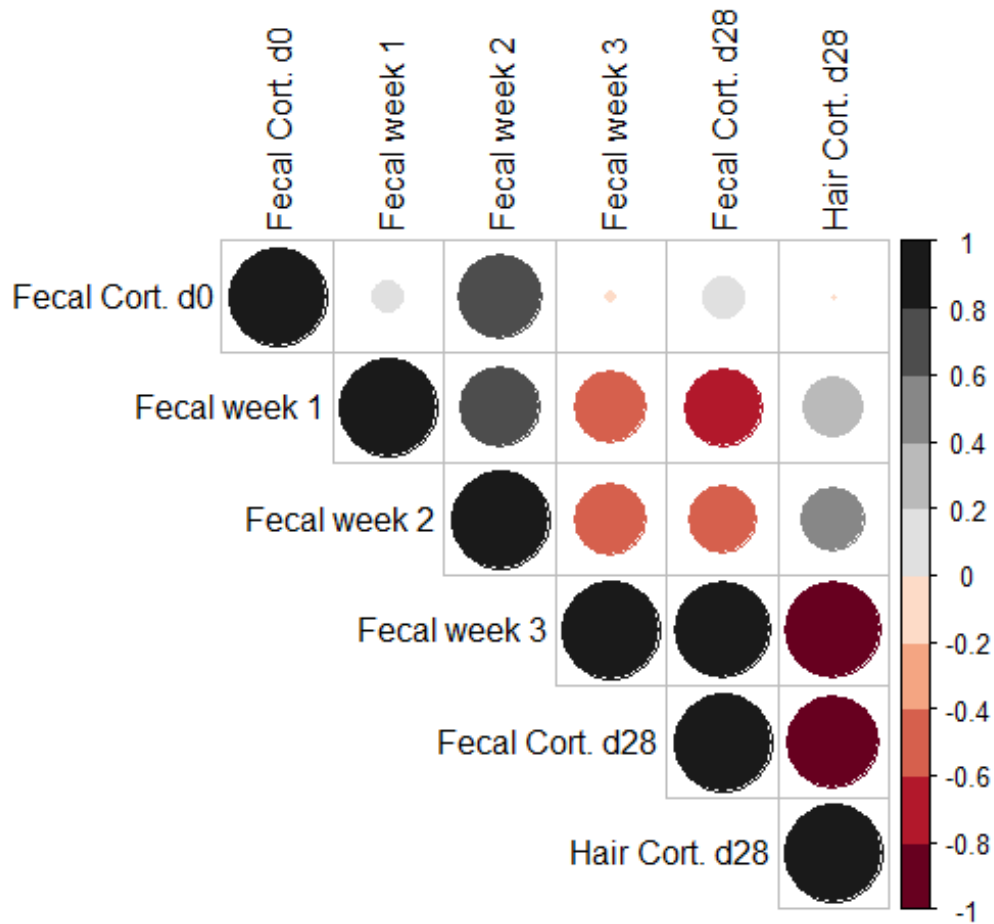 Fecal Cort. d0
Fecal week 1
Fecal week 2
Fecal week 3
Fecal Cort. d28
Hair Cort. d28
Fecal Cort. d0
Fecal week 1
Fecal week 2
Fecal week 3
Fecal Cort. d28
Hair Cort. d28
1
0.8
0.6
0.4
0.2
0
-0.2
-0.4
-0.6
-0.8
-1